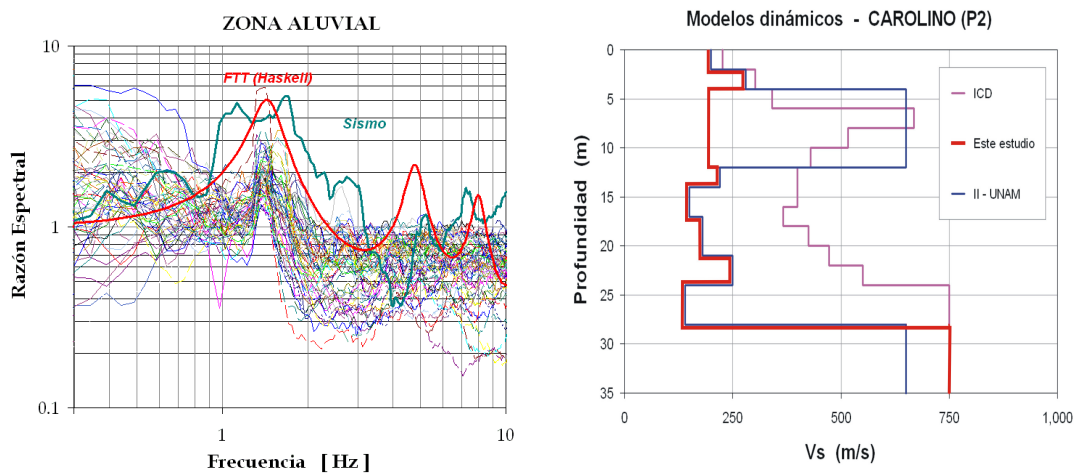 ZONA ALUVIAL
10
1
0.1
Razón Espectral
FTT (Haskell)
Sismo
1
10
Frecuencia [ Hz ]
Modelos dinámicos - CAROLINO (P2)
0
5
10
15
20
25
30
35
Profundidad (m)
ICD
Este estudio
II - UNAM
0
250
500
750
1,000
Vs (m/s)